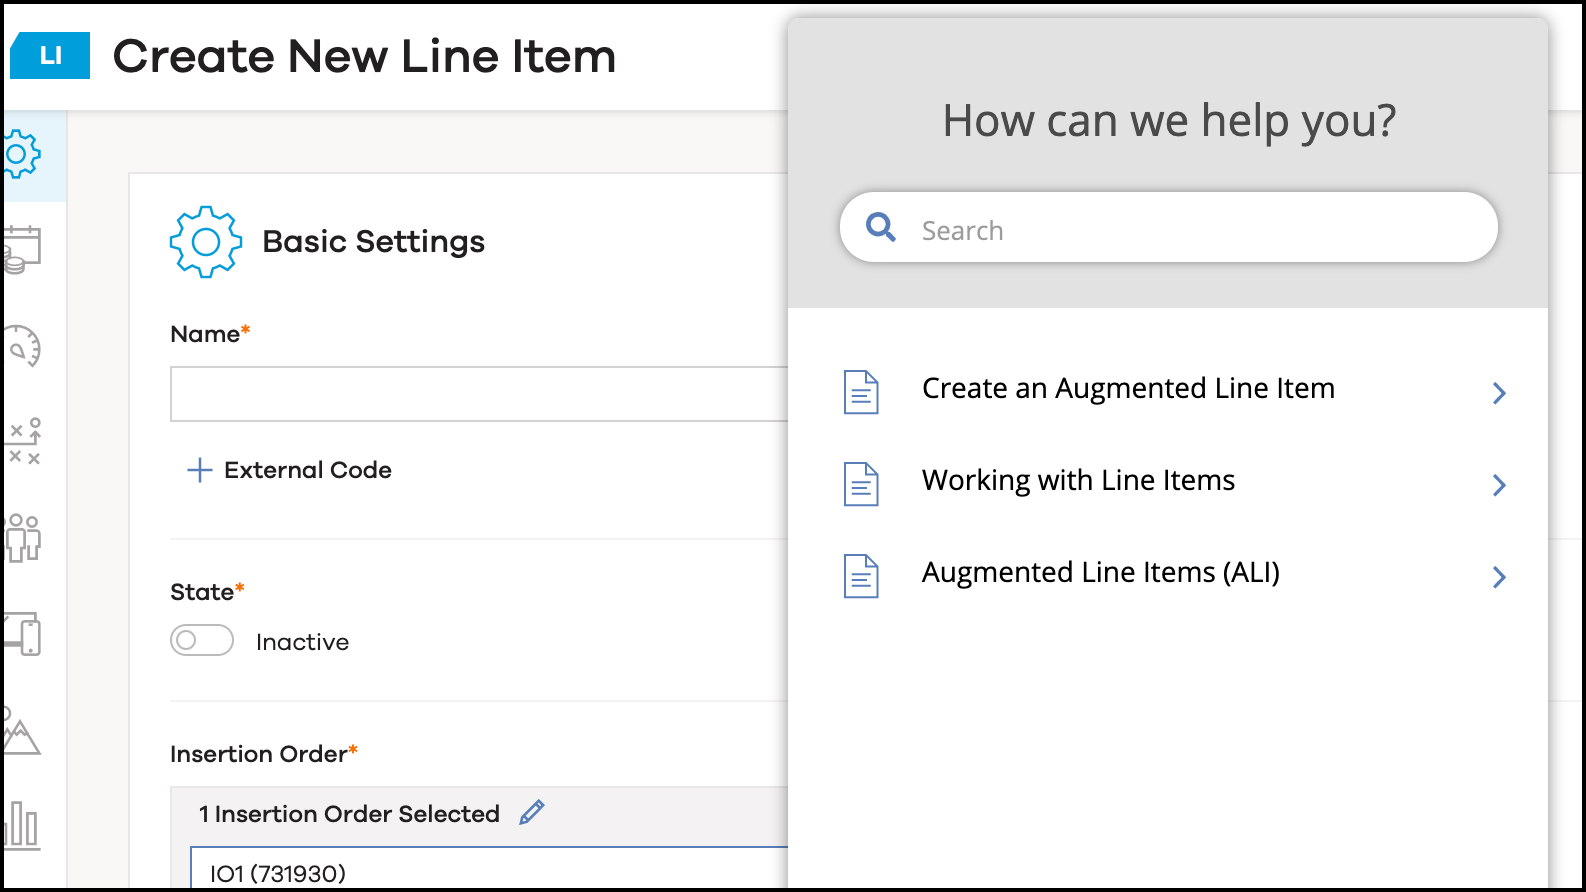 LI
Create New Line Item
Basic Settings
Name*
External Code
State*
Inactive
Insertion Order*
1 Insertion Order Selected
IO1 (731930)
How can we help you?
Search
Create an Augmented Line Item
Working with Line Items
Augmented Line Items (ALI)